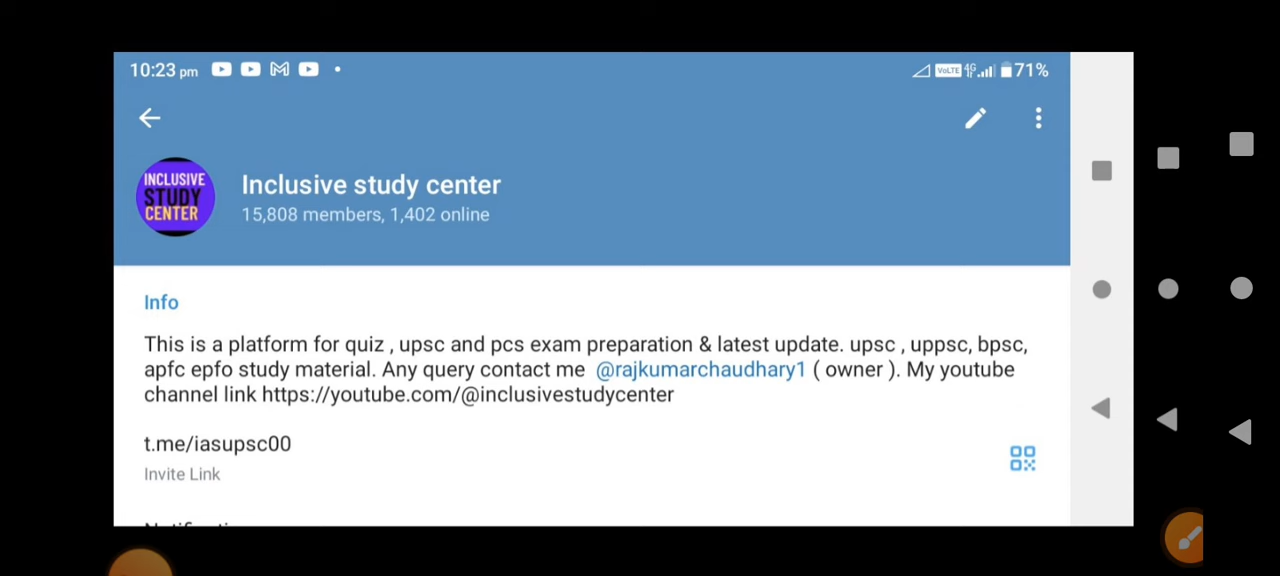 10:23 pm VoLTE 4G 71%
INCLUSIVE
STUDY
CENTER
Inclusive study center
15,808 members, 1,402 online
Info
This is a platform for quiz , upsc and pcs exam preparation & latest update. upsc , uppsc, bpsc,
apfc epfo study material. Any query contact me @rajkumarchaudhary1 ( owner ). My youtube
channel link https://youtube.com/@inclusivestudycenter
t.me/iasupsc00
Invite Link